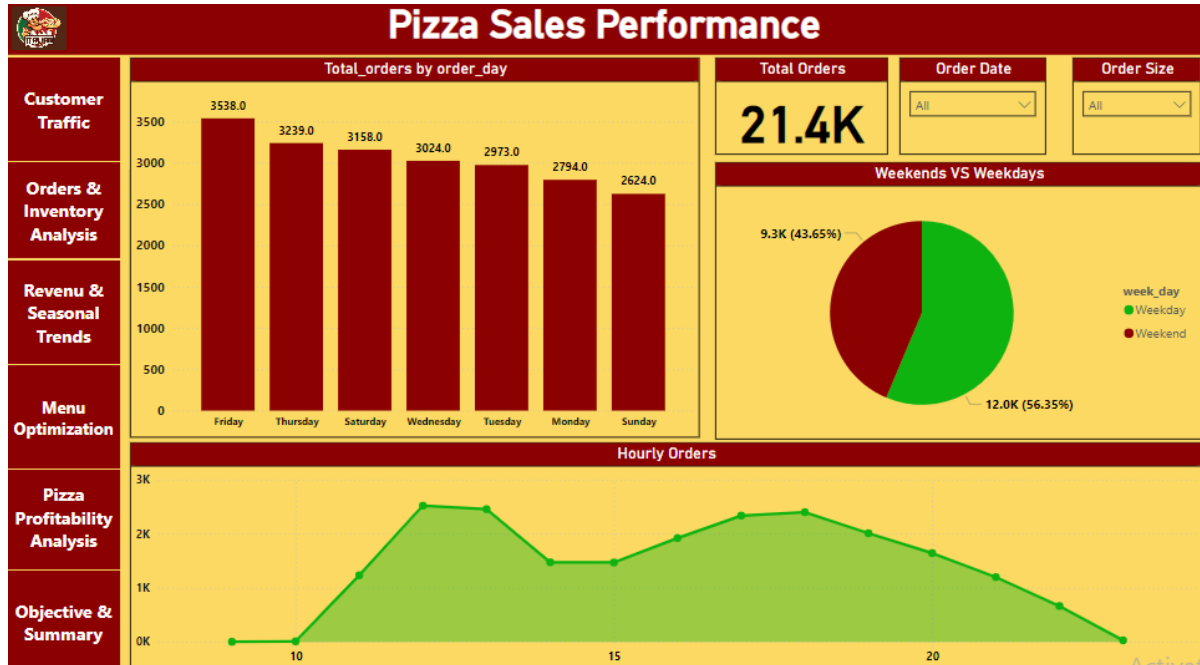 Pizza Sales Performance
Customer
Traffic
Orders &
Inventory
Analysis
Revenu &
Seasonal
Trends
Menu
Optimization
Pizza
Profitability
Analysis
Objective &
Summary
Total_orders by order_day
3500
3000
2500
2000
1500
1000
500
0
3538.0
3239.0
3158.0
3024.0
2973.0
2794.0
2624.0
Friday Thursday Saturday Wednesday Tuesday Monday Sunday
Total Orders
21.4K
Order Date
All
Order Size
All
Weekends VS Weekdays
9.3K (43.65%)
12.0K (56.35%)
week_day
Weekday
Weekend
Hourly Orders
3K
2K
1K
0K
10 15 20